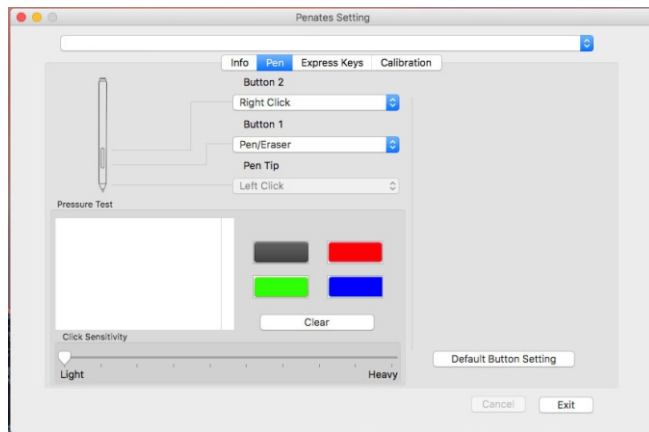 Penates Setting
Info Pen Express Keys Calibration
Button 2
Right Click
Button 1
Pen/Eraser
Pen Tip
Left Click
Pressure Test
Clear
Click Sensitivity
Light Heavy
Default Button Setting
Cancel Exit